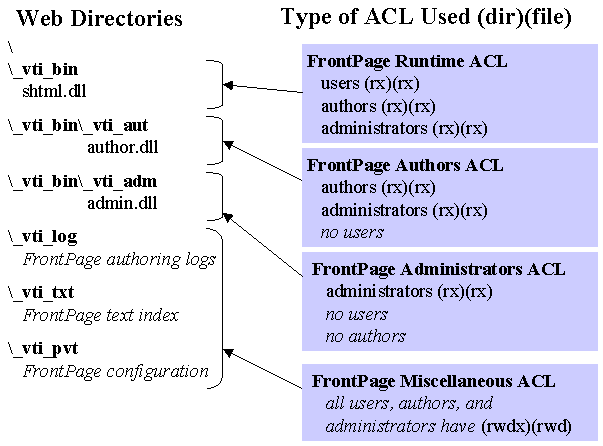 Web Directories
\
\_vti_bin
shtml.dll
\_vti_bin\_vti_aut
author.dll
\_vti_bin\_vti_adm
admin.dll
\_vti_log
FrontPage authoring logs
\_vti_txt
FrontPage text index
\_vti_pvt
FrontPage configuration
Type of ACL Used (dir)(file)
FrontPage Runtime ACL
users (rx)(rx)
authors (rx)(rx)
administrators (rx)(rx)
FrontPage Authors ACL
authors (rx)(rx)
administrators (rx)(rx)
no users
FrontPage Administrators ACL
administrators (rx)(rx)
no users
no authors
FrontPage Miscellaneous ACL
all users, authors, and
administrators have (rwdx)(rwd)